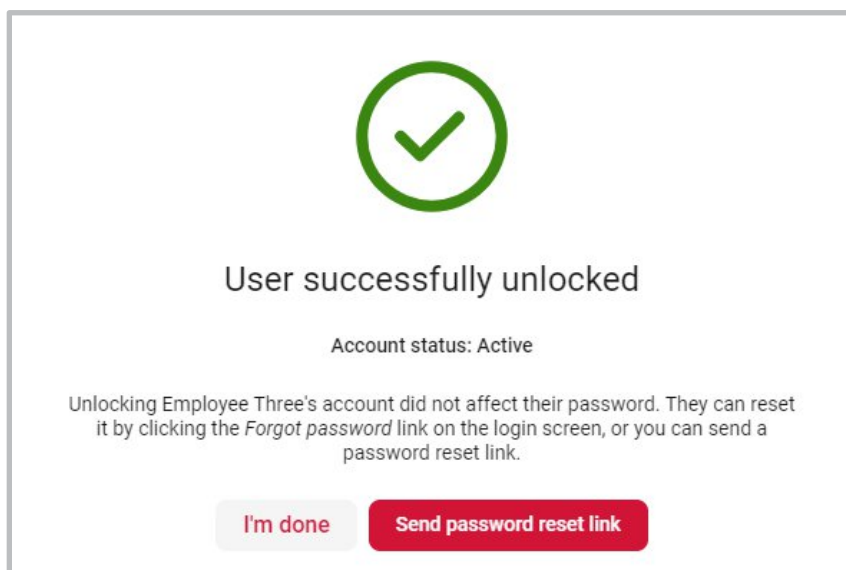 User successfully unlocked
Account status: Active
Unlocking Employee Three's account did not affect their password. They can reset
it by clicking the Forgot password link on the login screen, or you can send a
password reset link.
I'm done
Send password reset link